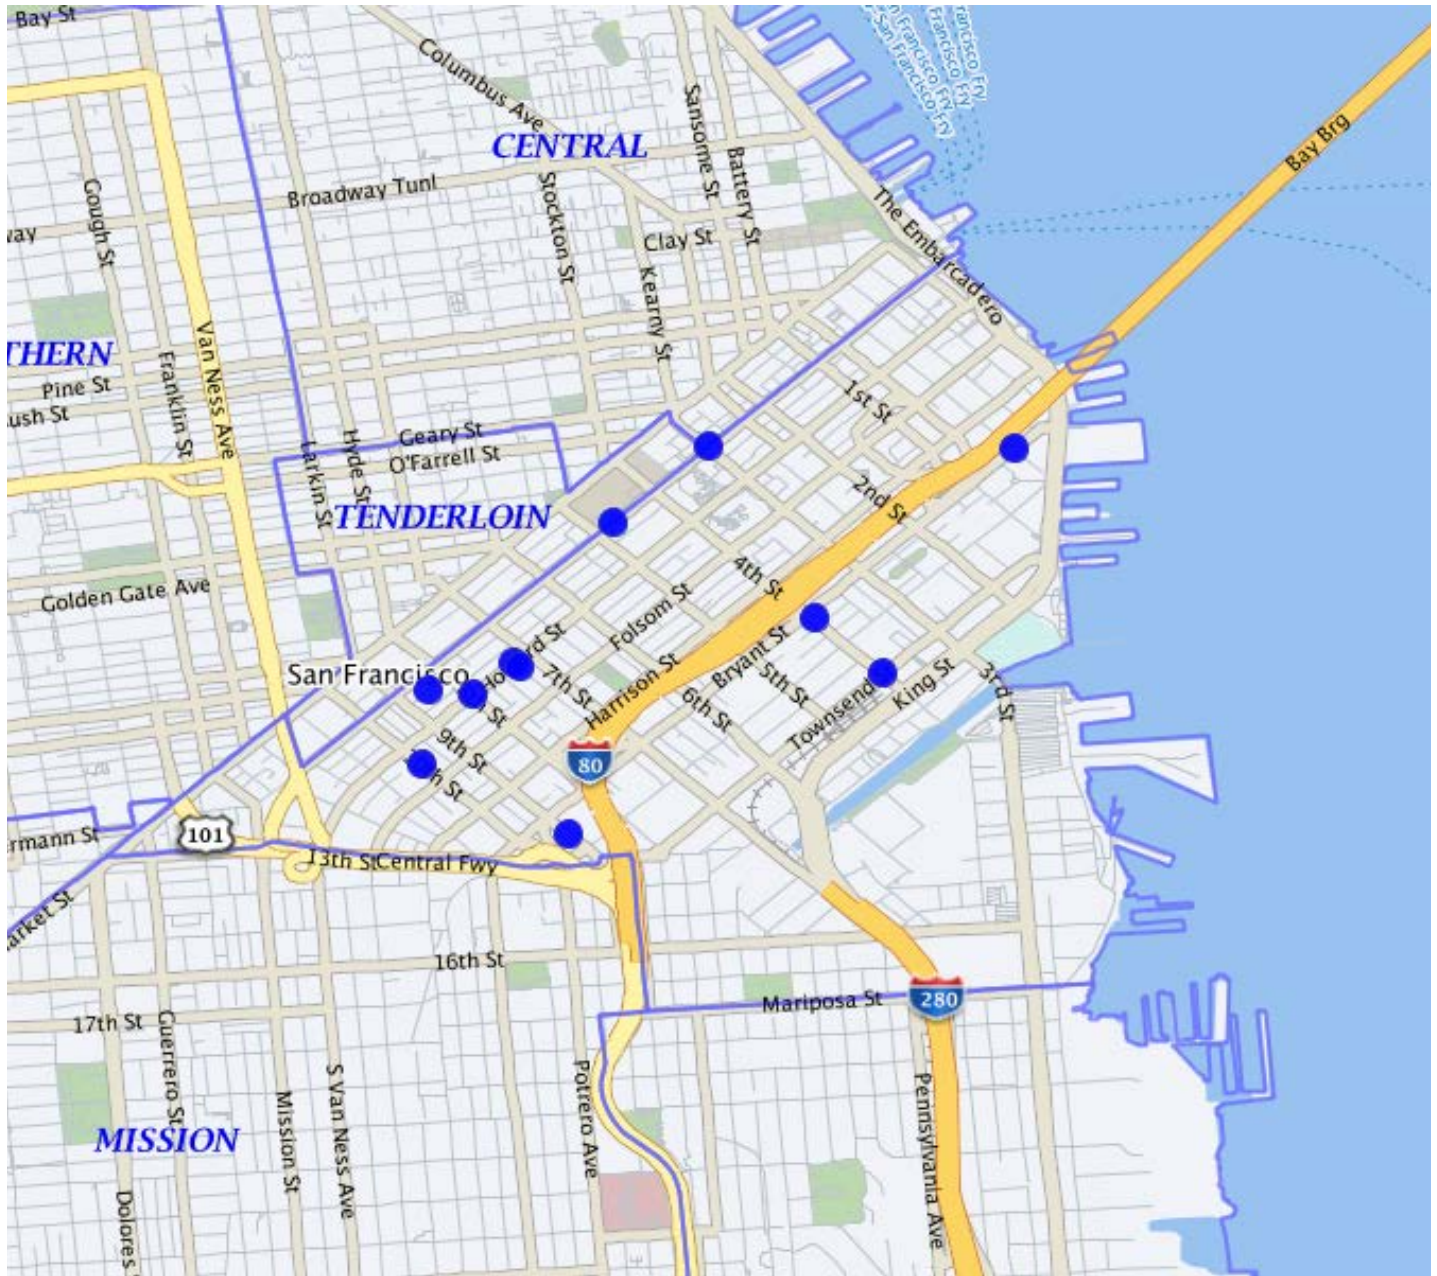 Bay St
Columbus Ave
San Francisco Fry
Francisco Fry
CENTRAL
Sansome St
Battery St
Broadway Tunl
Stockton St
Gough St
Clay St
The Embarcadero
Bay Brg
Kearny St
THERN
Pine St
Van Ness Ave
Franklin St
1st St
Geary St
O'Farrell St
Hyde St
Larkin St
TENDERLOIN
2nd St
Golden Gate Ave
4th St
Folsom St
San Francisco
7th St
Harrison St
Bryant St
5th St
6th St
Townsend
King St
3rd St
9th St
80
101
13th St
Central Fwy
16th St
Mariposa St
280
17th St
Guerrero St
Mission St
S Van Ness Ave
Potrero Ave
Pennsylvania Ave
MISSION
Dolores